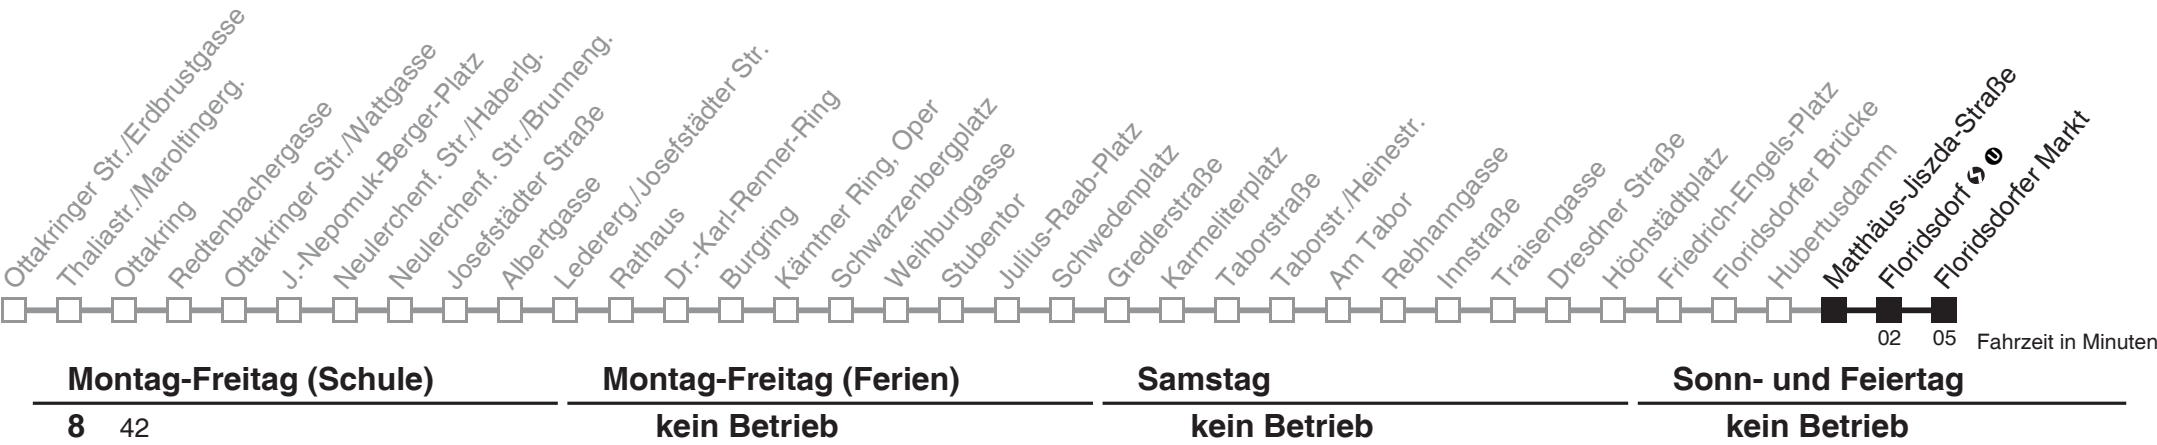 Ottakringer Str./Erdbrustgasse
Thaliastr./Maroltingerg.
Ottakring
Redtenbachergasse
Ottakringer Str./Wattgasse
J.-Nepomuk-Berger-Platz
Neulerchenf. Str./Haberlg.
Neulerchenf. Str./Brunneng.
Josefstädter Straße
Albertgasse
Ledererg./Josefstädter Str.
Rathaus
Dr.-Karl-Renner-Ring
Burgring
Kärntner Ring, Oper
Schwarzenbergplatz
Weihburggasse
Stubentor
Julius-Raab-Platz
Schwedenplatz
Gredlerstraße
Karmeliterplatz
Taborstraße
Taborstr./Heinestr.
Am Tabor
Rebhanngasse
Innstraße
Traisengasse
Dresdner Straße
Höchstädtplatz
Friedrich-Engels-Platz
Floridsdorfer Brücke
Hubertusdamm
Matthäus-Jiszda-Straße
Floridsdorf S U
Floridsdorfer Markt
02 05 Fahrzeit in Minuten
Montag-Freitag (Schule) Montag-Freitag (Ferien) Samstag Sonn- und Feiertag
8 42 kein Betrieb kein Betrieb kein Betrieb